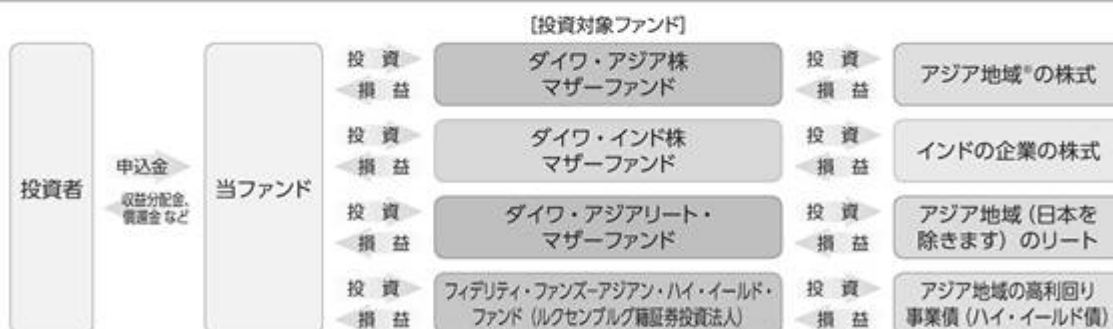 [投資対象ファンド]
投資者
申込金
収益分配金、
償還金 など
当ファンド
投 資
損 益
ダイワ・アジア株
マザーファンド
投 資
損 益
アジア地域※の株式
投 資
損 益
ダイワ・インド株
マザーファンド
投 資
損 益
インドの企業の株式
投 資
損 益
ダイワ・アジアリート・
マザーファンド
投 資
損 益
アジア地域（日本を
除きます）のリート
投 資
損 益
フィデリティ・ファンズ−アジアン・ハイ・イールド・
ファンド（ルクセンブルグ籍証券投資法人）
投 資
損 益
アジア地域の高利回り
事業債（ハイ・イールド債）